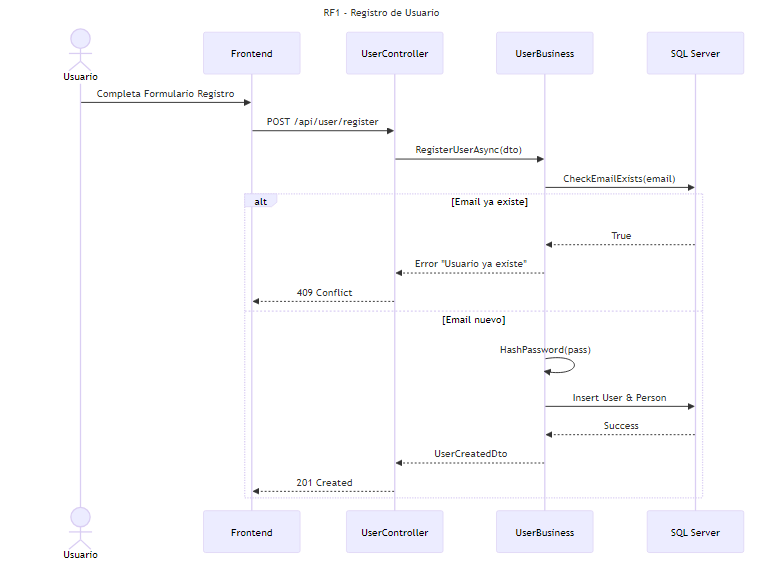 RF1 - Registro de Usuario
Usuario
Frontend
UserController
UserBusiness
SQL Server
Completa Formulario Registro
POST /api/user/register
RegisterUserAsync(dto)
CheckEmailExists(email)
alt
[Email ya existe]
True
Error "Usuario ya existe"
409 Conflict
[Email nuevo]
HashPassword(pass)
Insert User & Person
Success
UserCreatedDto
201 Created
Usuario
Frontend
UserController
UserBusiness
SQL Server